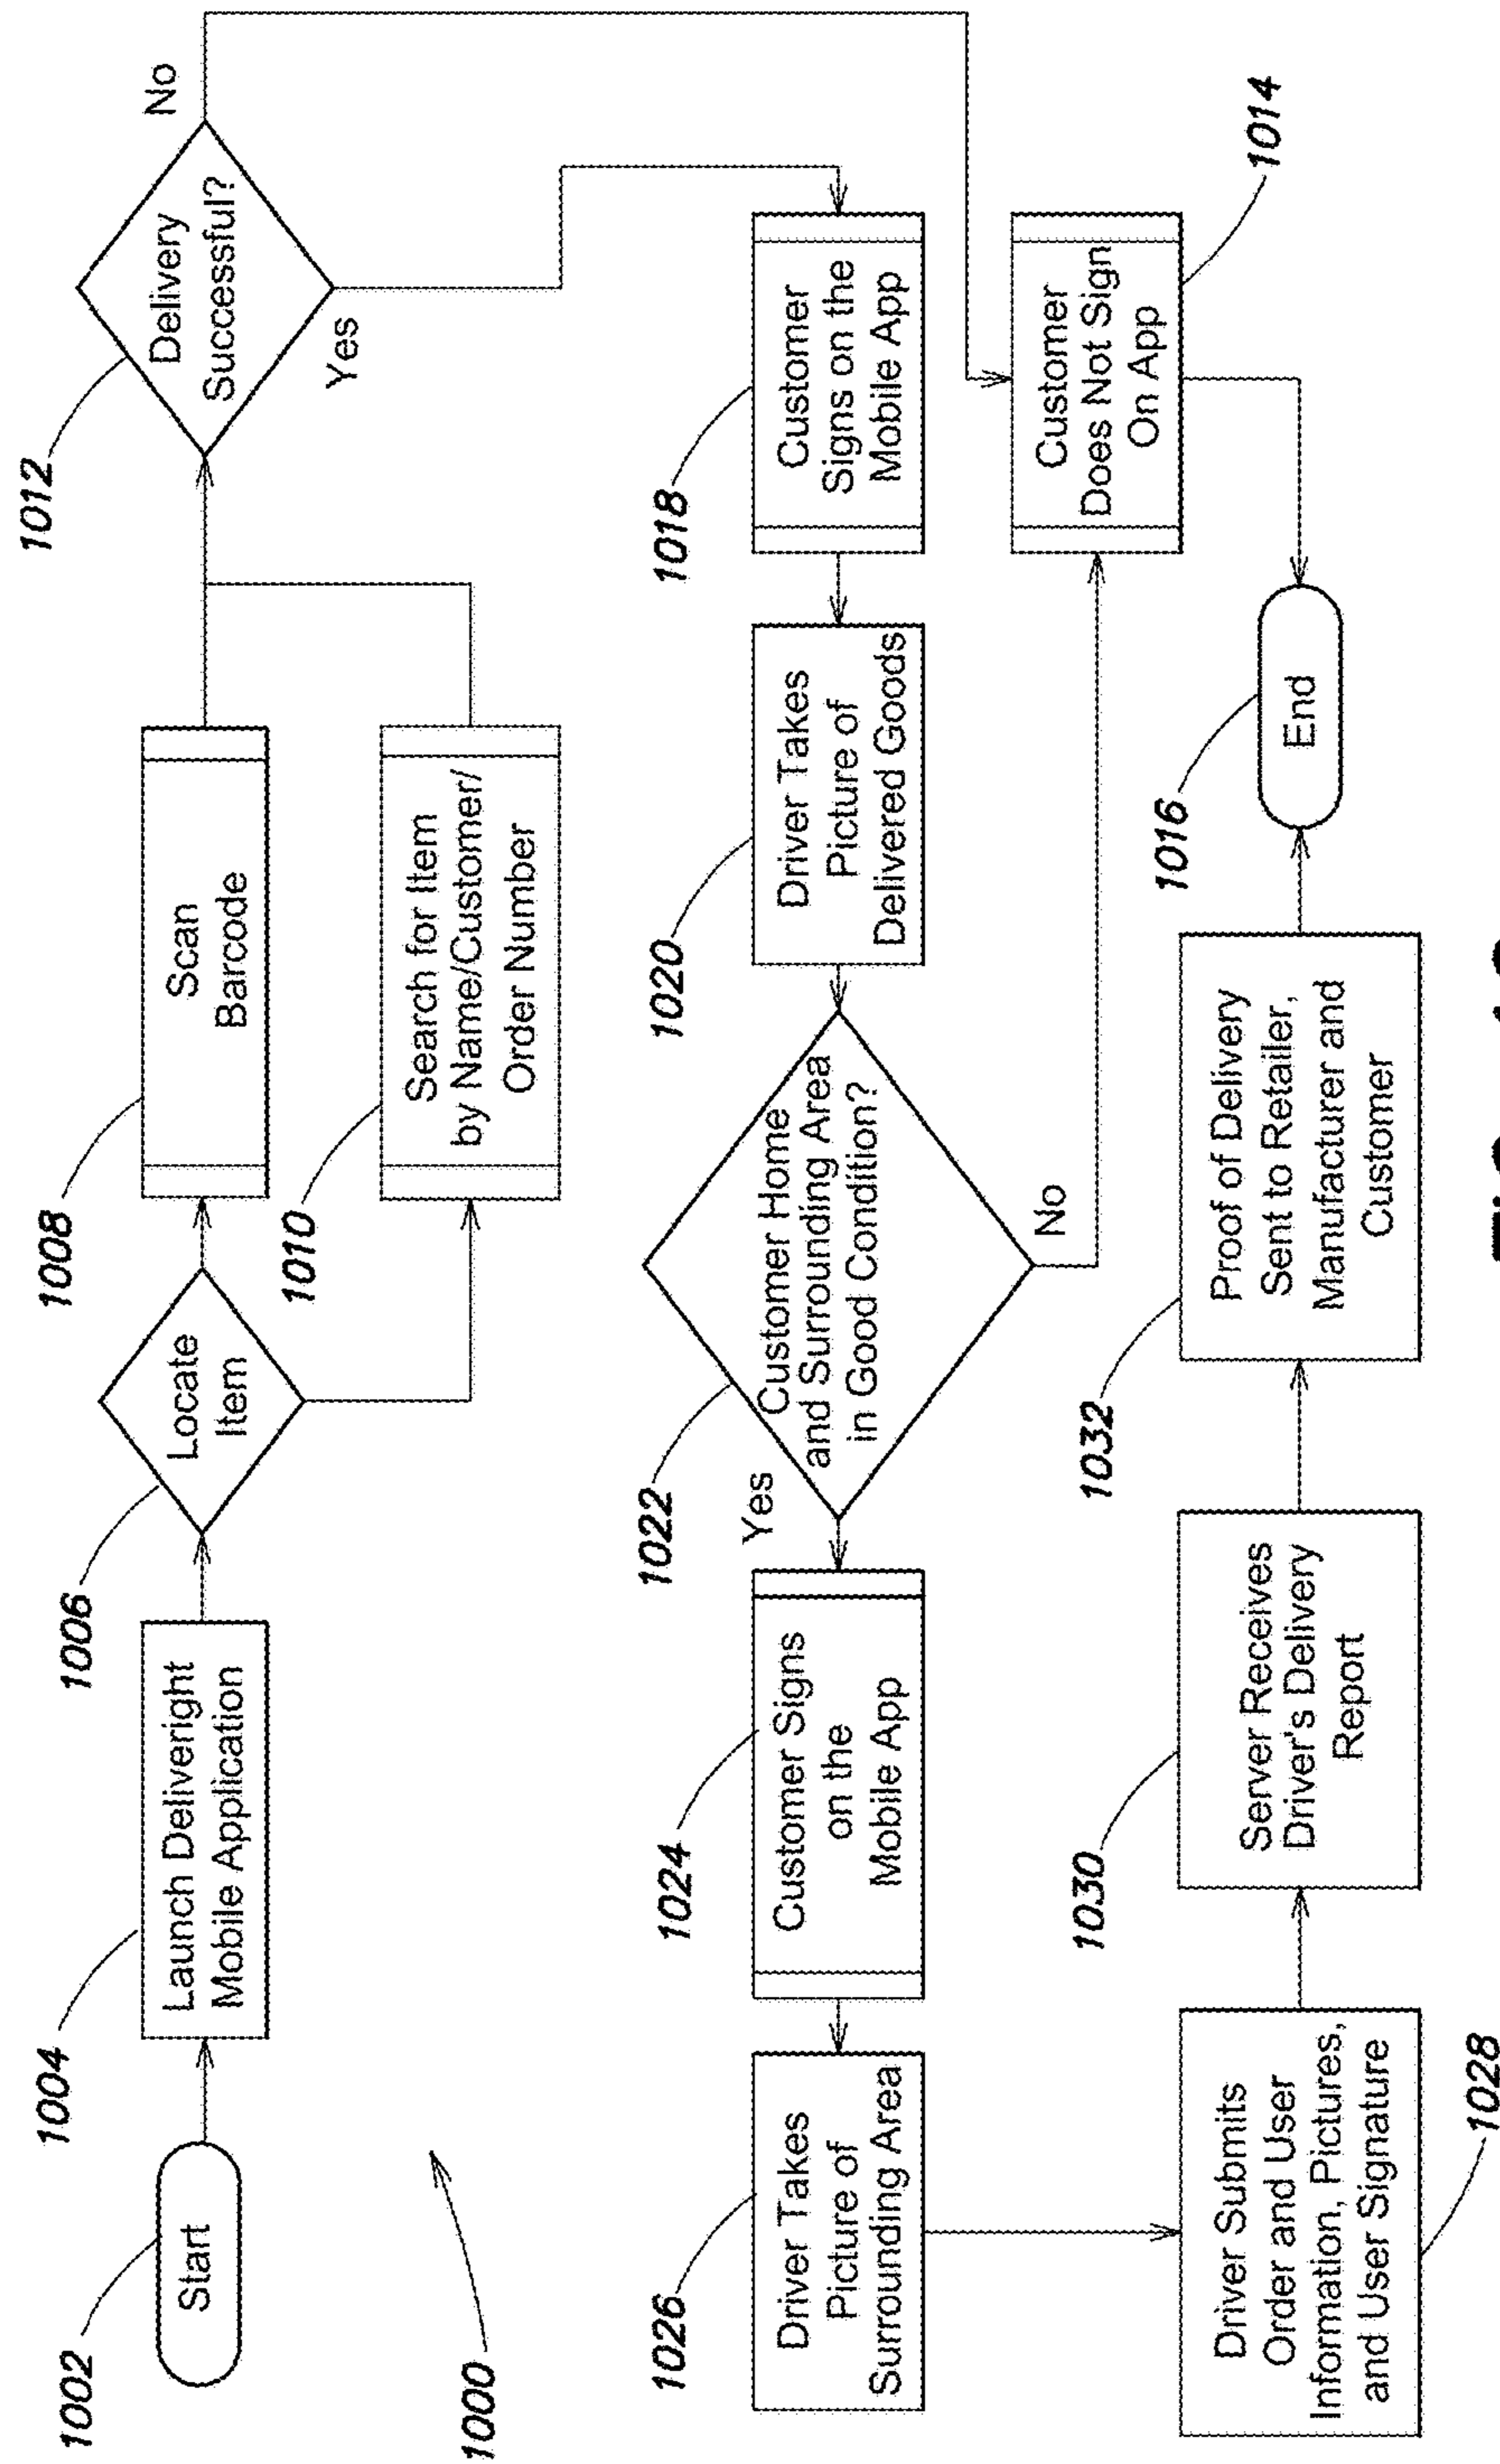 1002
Start
1004
Launch Deliveright
Mobile Application
1006
Locate
Item
1008
Scan
Barcode
1010
Search for Item
by Name/Customer/
Order Number
1012
Delivery
Successful?
No
Yes
1000
1026
Driver Takes
Picture of
Surrounding Area
1024
Customer Signs
on the
Mobile App
Yes
1022
Customer Home
and Surrounding Area
in Good Condition?
No
1020
Driver Takes
Picture of
Delivered Goods
1018
Customer
Signs on the
Mobile App
Customer
Does Not Sign
On App
1014
Driver Submits
Order and User
Information, Pictures,
and User Signature
1028
1030
Server Receives
Driver's Delivery
Report
1032
Proof of Delivery
Sent to Retailer,
Manufacturer and
Customer
1016
End